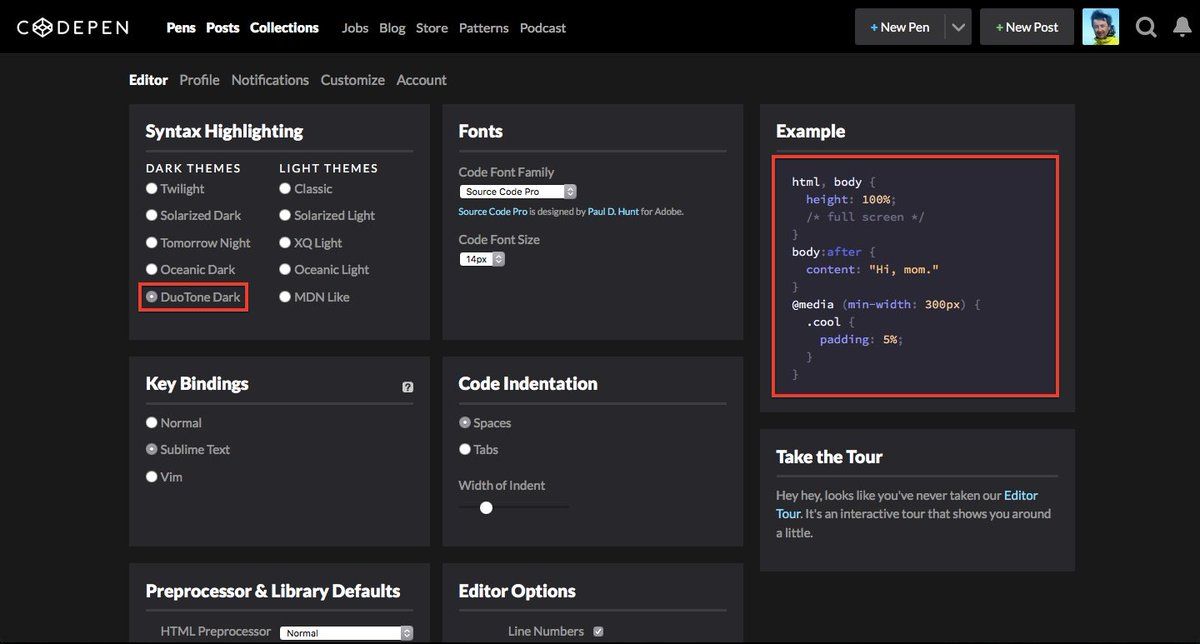 CODEPEN
Pens Posts Collections Jobs Blog Store Patterns Podcast
+ New Pen
+ New Post
Editor Profile Notifications Customize Account
Syntax Highlighting
DARK THEMES
Twilight
Solarized Dark
Tomorrow Night
Oceanic Dark
DuoTone Dark
LIGHT THEMES
Classic
Solarized Light
XQ Light
Oceanic Light
MDN Like
Fonts
Code Font Family
Source Code Pro
Source Code Pro is designed by Paul D. Hunt for Adobe.
Code Font Size
14px
Example
html, body {
height: 100%;
/* full screen */
}
body:after {
content: "Hi, mom."
}
@media (min-width: 300px) {
.cool {
padding: 5%;
}
}
Key Bindings
?
Normal
Sublime Text
Vim
Code Indentation
Spaces
Tabs
Width of Indent
Take the Tour
Hey hey, looks like you've never taken our Editor
Tour. It's an interactive tour that shows you around
a little.
Preprocessor & Library Defaults
HTML Preprocessor
Normal
Editor Options
Line Numbers